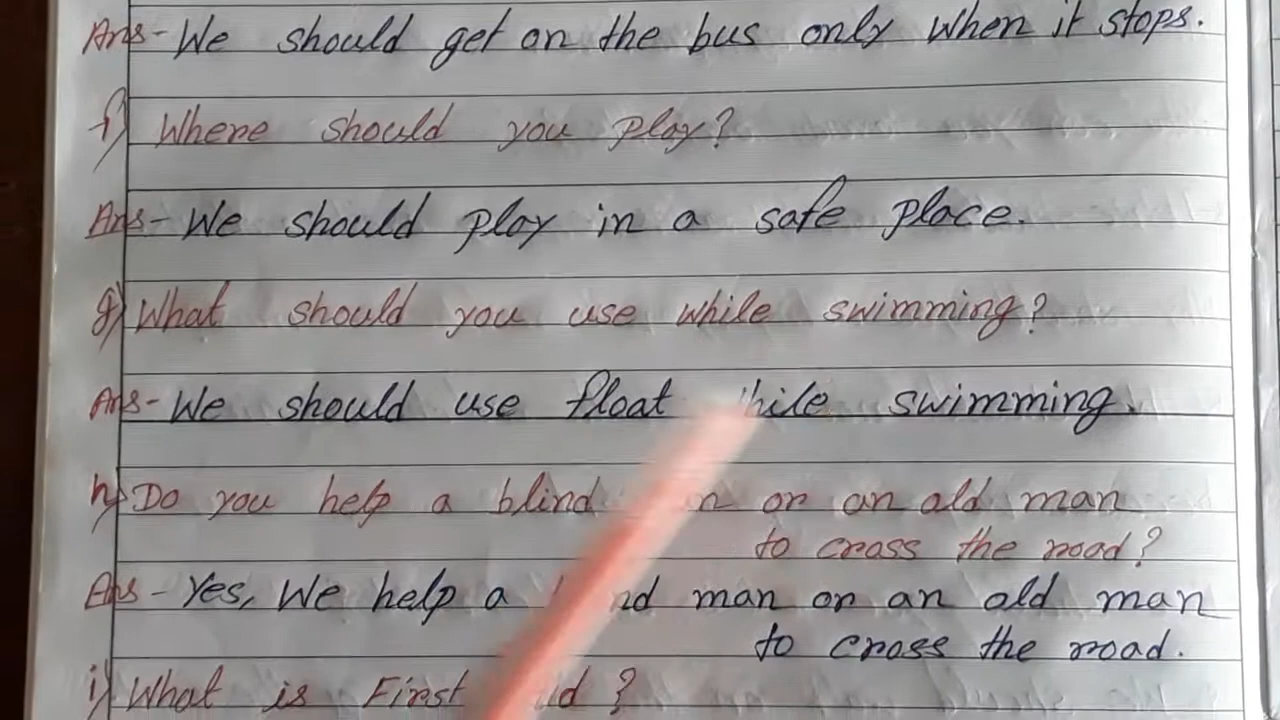 Ans- We should get on the bus only when it stops.
f) Where should you play?
Ans- We should play in a safe place.
g) What should you use while swimming?
Ans- We should use float while swimming.
h) Do you help a blind or an old man
to cross the road?
Ans- Yes, We help a man or an old man
to cross the road.
i) What is First ?